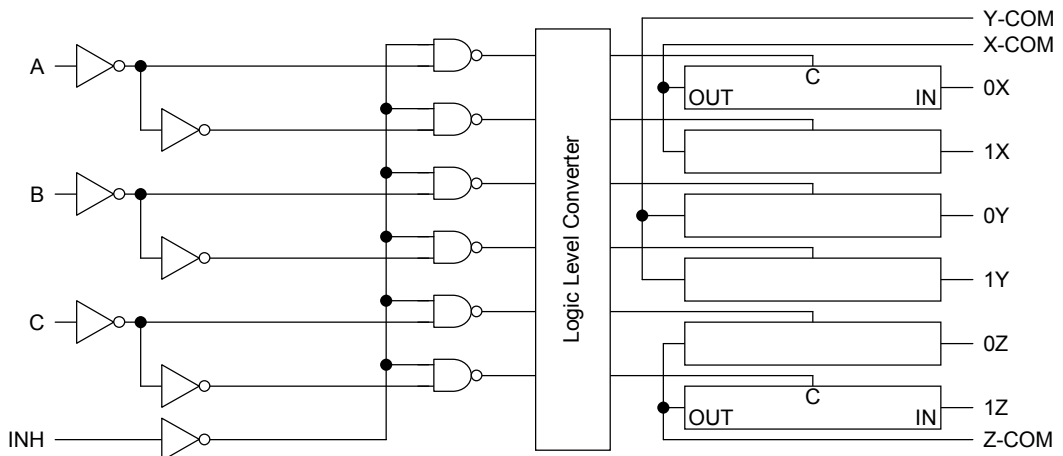 Y-COM
X-COM
A
C
OUT
IN
0X
1X
B
0Y
Logic Level Converter
1Y
C
0Z
C
OUT
IN
1Z
INH
Z-COM